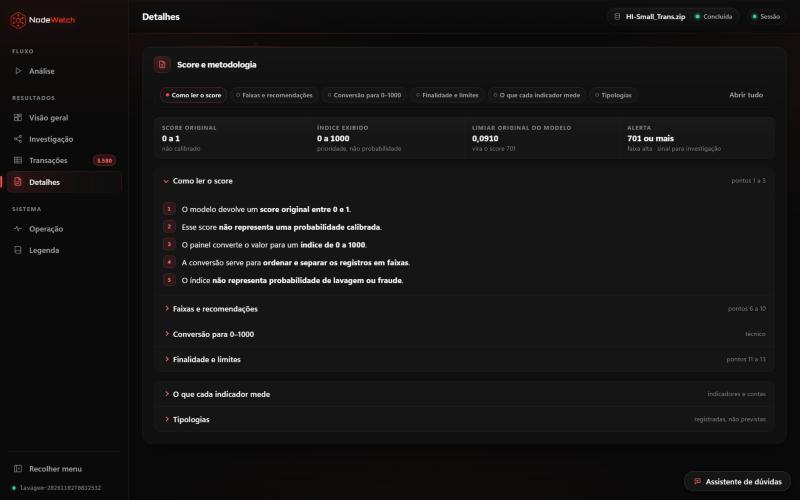 NodeWatch
Detalhes
HI-Small_Trans.zip
Concluída
Sessão
FLUXO
Análise
RESULTADOS
Visão geral
Investigação
Transações
3.580
Detalhes
SISTEMA
Operação
Legenda
Recolher menu
Score e metodologia
Como ler o score
Faixas e recomendações
Conversão para 0–1000
Finalidade e limites
O que cada indicador mede
Tipologias
Abrir tudo
SCORE ORIGINAL
0 a 1
não calibrado
ÍNDICE EXIBIDO
0 a 1000
prioridade, não probabilidade
LIMIAR ORIGINAL DO MODELO
0,0910
vira o score 701
ALERTA
701 ou mais
faixa alta · sinal para investigação
Como ler o score
pontos 1 a 5
1 O modelo devolve um score original entre 0 e 1.
2 Esse score não representa uma probabilidade calibrada.
3 O painel converte o valor para um índice de 0 a 1000.
4 A conversão serve para ordenar e separar os registros em faixas.
5 O índice não representa probabilidade de lavagem ou fraude.
Faixas e recomendações
pontos 6 a 10
Conversão para 0–1000
técnico
Finalidade e limites
pontos 11 a 13
O que cada indicador mede
indicadores e contas
Tipologias
registradas, não previstas
Assistente de dúvidas